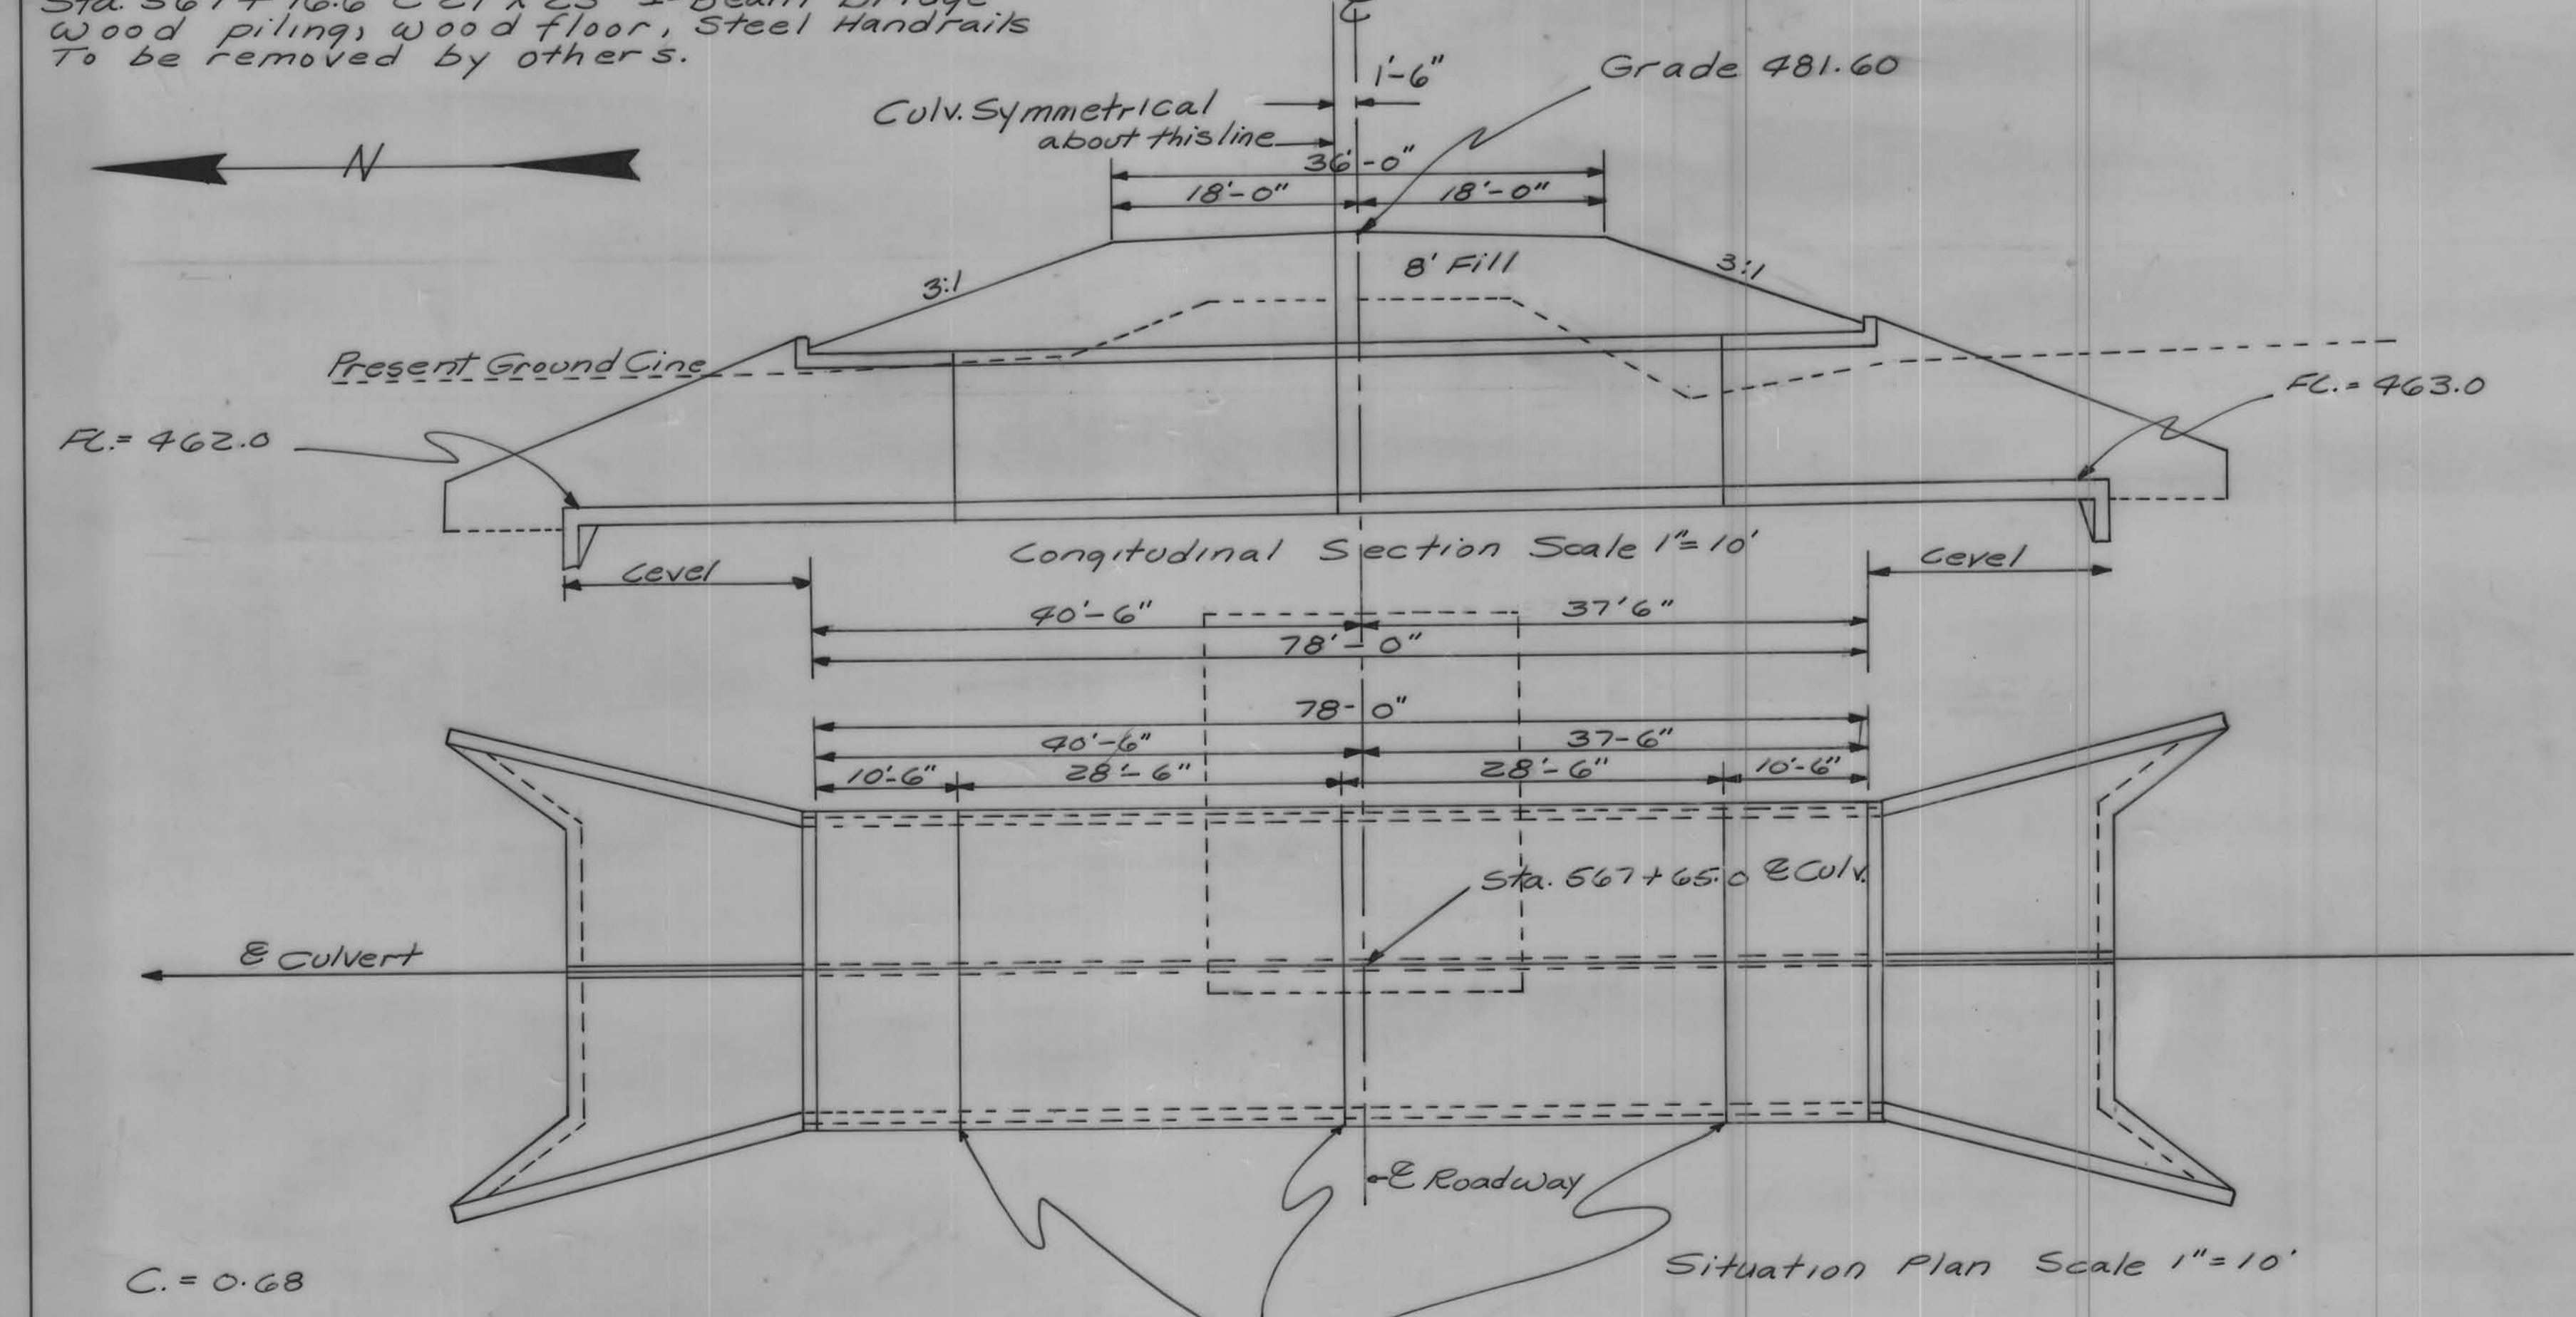 wood piling, wood floor, Steel Handrails
To be removed by others.
N
℄
1'-6"
Grade 481.60
Culv. Symmetrical
about this line
36'-0"
18'-0" 18'-0"
8' Fill
3:1
3:1
Present Ground Line
FL.= 463.0
FL.= 462.0
Longitudinal Section Scale 1"=10'
Level
Level
40'-6" 37'6"
78'-0"
78-0"
40'-6" 37-6"
10'-6" 28'-6" 28'-6" 10'-6"
Sta. 567+65.0 ℄ Culv.
℄ Culvert
℄ Roadway
Situation Plan Scale 1"=10'
C. = 0.68